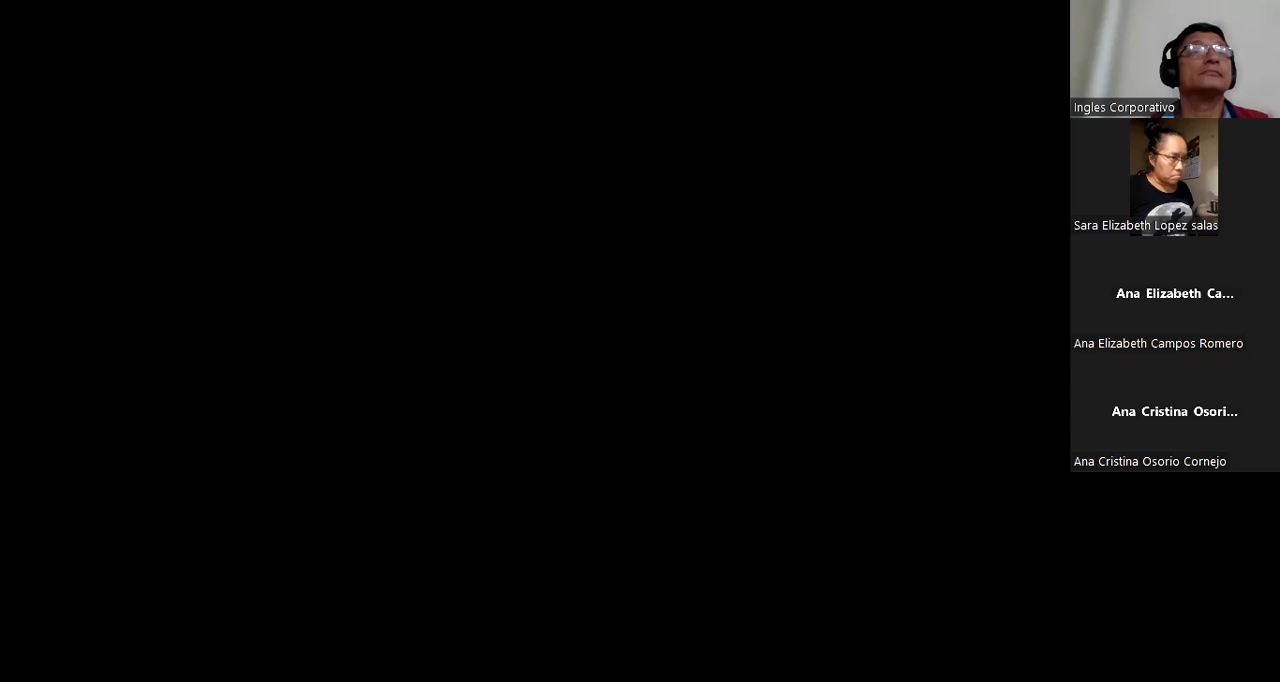 Ingles Corporativo
Sara Elizabeth Lopez salas
Ana Elizabeth Ca...
Ana Elizabeth Campos Romero
Ana Cristina Osori...
Ana Cristina Osorio Cornejo